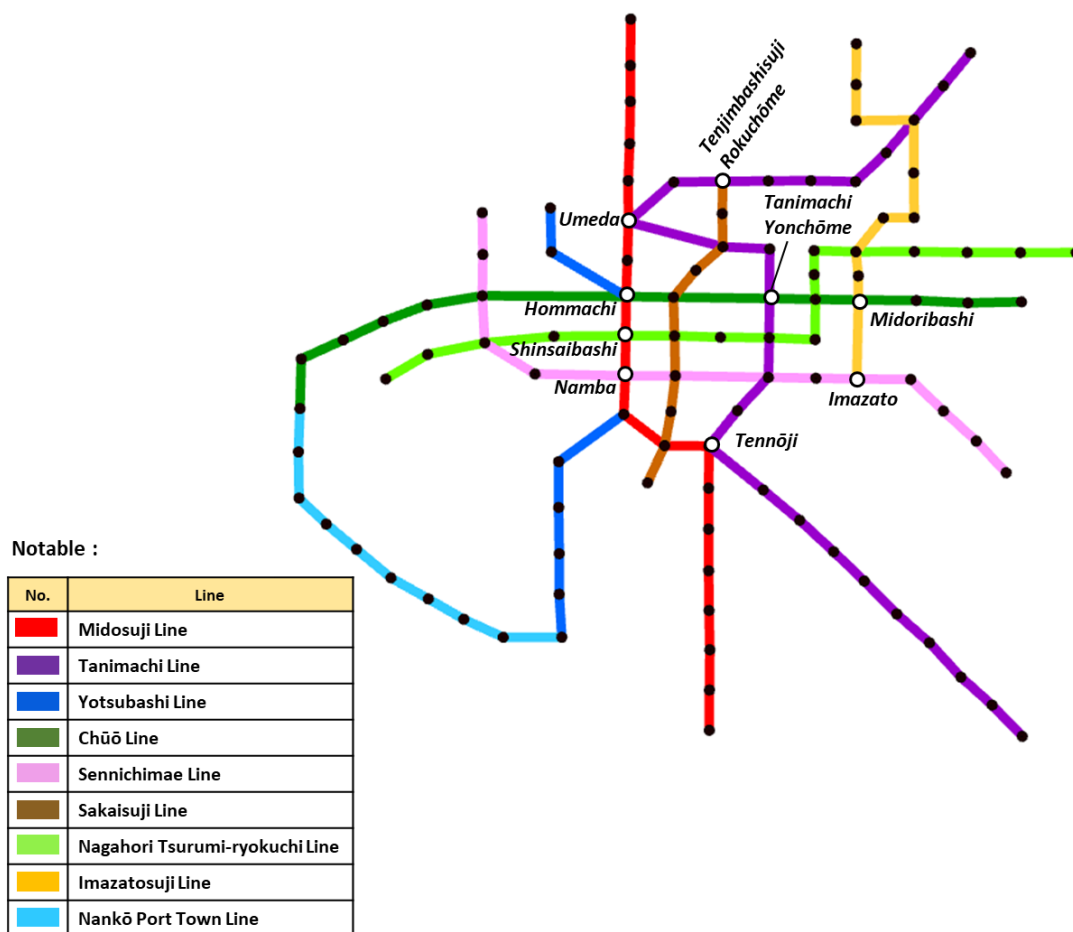 Tenjimbashisuji
Rokuchōme
Umeda
Tanimachi
Yonchōme
Hommachi
Midoribashi
Shinsaibashi
Namba
Imazato
Tennōji
Notable :
No. Line
Midosuji Line
Tanimachi Line
Yotsubashi Line
Chūō Line
Sennichimae Line
Sakaisuji Line
Nagahori Tsurumi-ryokuchi Line
Imazatosuji Line
Nankō Port Town Line